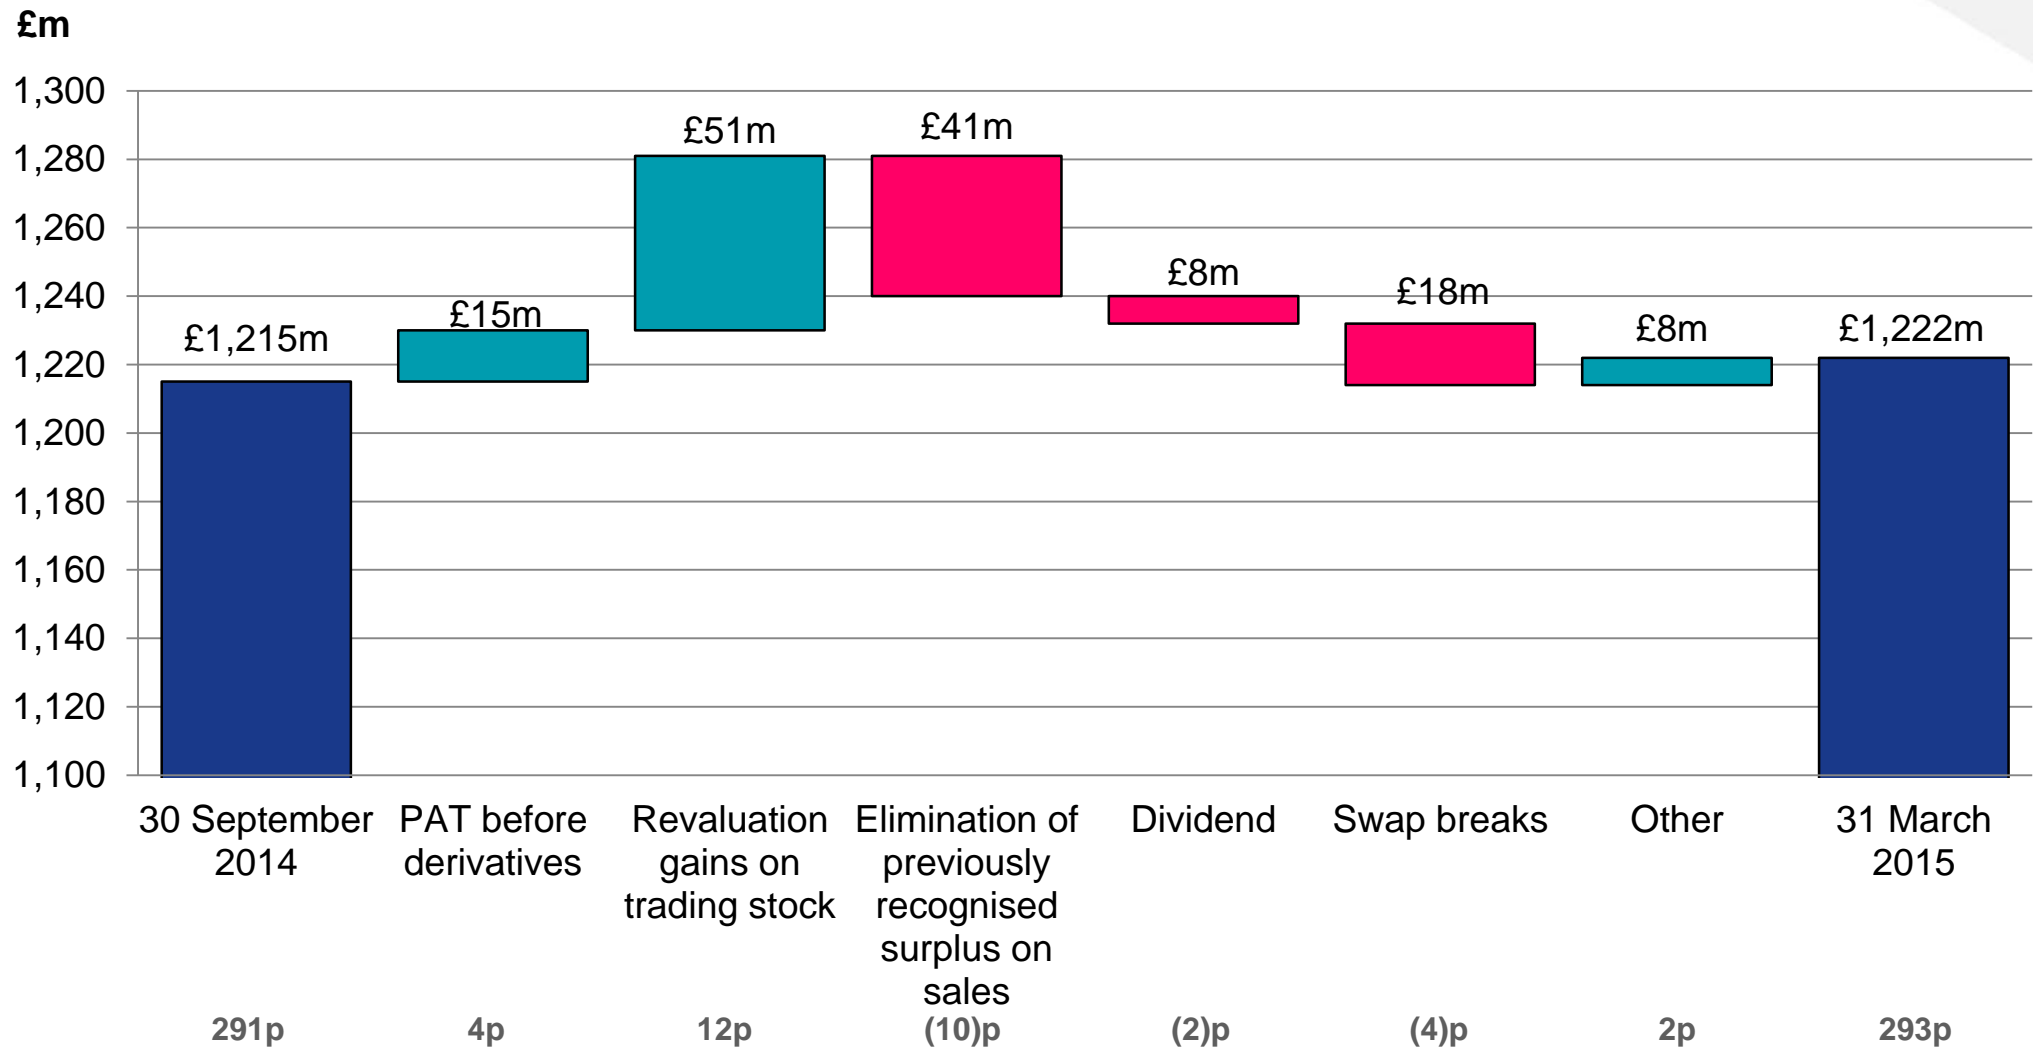 £m
1,300
1,280
1,260
1,240
1,220
1,200
1,180
1,160
1,140
1,120
1,100
£1,215m
£15m
£51m
£41m
£8m
£18m
£8m
£1,222m
30 September
2014
PAT before
derivatives
Revaluation
gains on
trading stock
Elimination of
previously
recognised
surplus on
sales
Dividend
Swap breaks
Other
31 March
2015
291p
4p
12p
(10)p
(2)p
(4)p
2p
293p